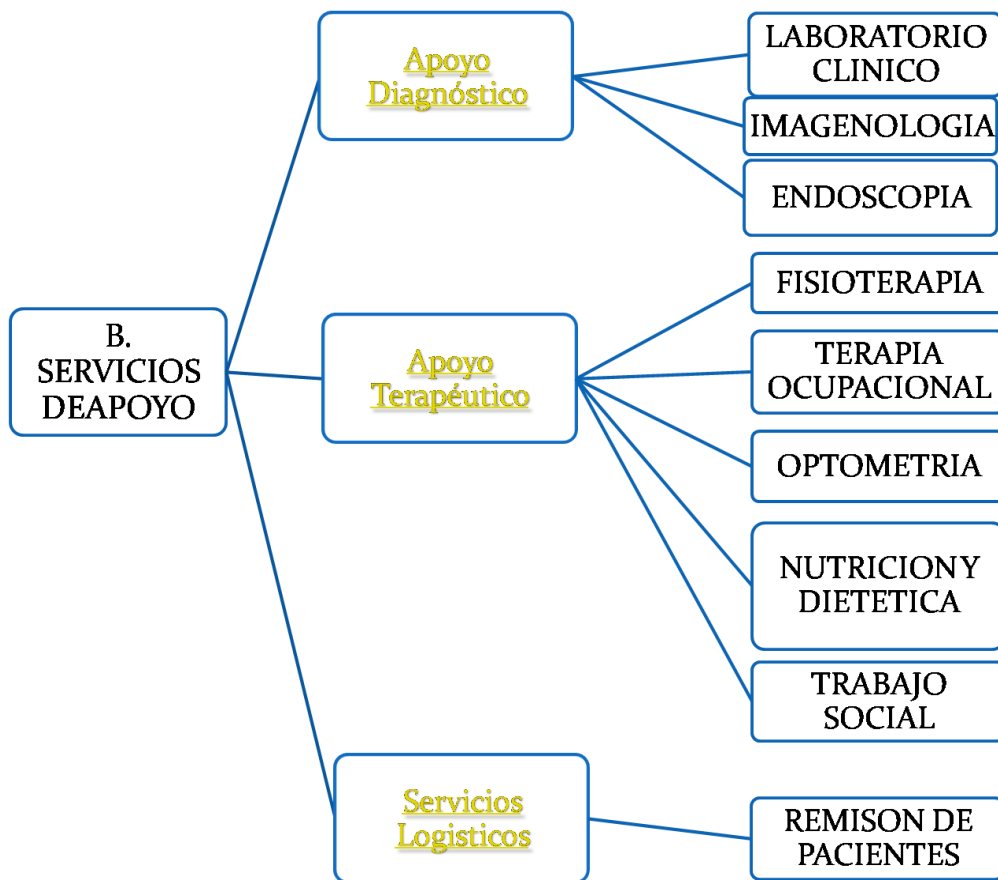 B.
SERVICIOS
DEAPOYO
Apoyo
Diagnóstico
LABORATORIO
CLINICO
IMAGENOLOGIA
ENDOSCOPIA
Apoyo
Terapéutico
FISIOTERAPIA
TERAPIA
OCUPACIONAL
OPTOMETRIA
NUTRICION Y
DIETETICA
TRABAJO
SOCIAL
Servicios
Logisticos
REMISON DE
PACIENTES